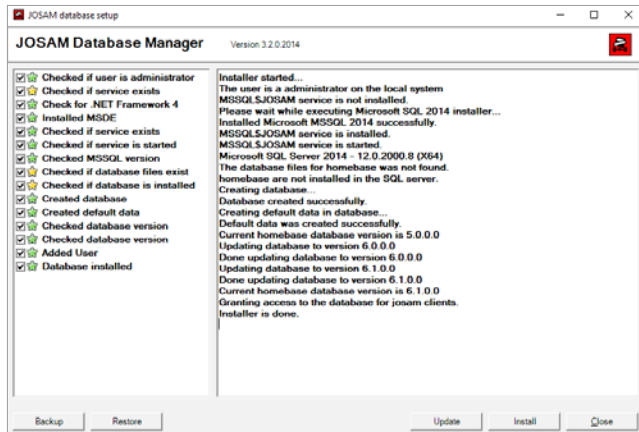 JOSAM database setup
JOSAM Database Manager
Version 3.2.0.2014
Checked if user is administrator
Checked if service exists
Check for .NET Framework 4
Installed MSDE
Checked if service exists
Checked if service is started
Checked MSSQL version
Checked if database files exist
Checked if database is installed
Created database
Created default data
Checked database version
Checked database version
Added User
Database installed
Installer started...
The user is a administrator on the local system
MSSQL$JOSAM service is not installed.
Please wait while executing Microsoft SQL 2014 installer...
Installed Microsoft MSSQL 2014 successfully.
MSSQL$JOSAM service is installed.
MSSQL$JOSAM service is started.
Microsoft SQL Server 2014 - 12.0.2000.8 (X64)
The database files for homebase was not found.
homebase are not installed in the SQL server.
Creating database...
Database created successfully.
Creating default data in database...
Default data was created successfully.
Current homebase database version is 5.0.0.0
Updating database to version 6.0.0.0
Done updating database to version 6.0.0.0
Updating database to version 6.1.0.0
Done updating database to version 6.1.0.0
Current homebase database version is 6.1.0.0
Granting access to the database for josam clients.
Installer is done.
Backup
Restore
Update
Install
Close